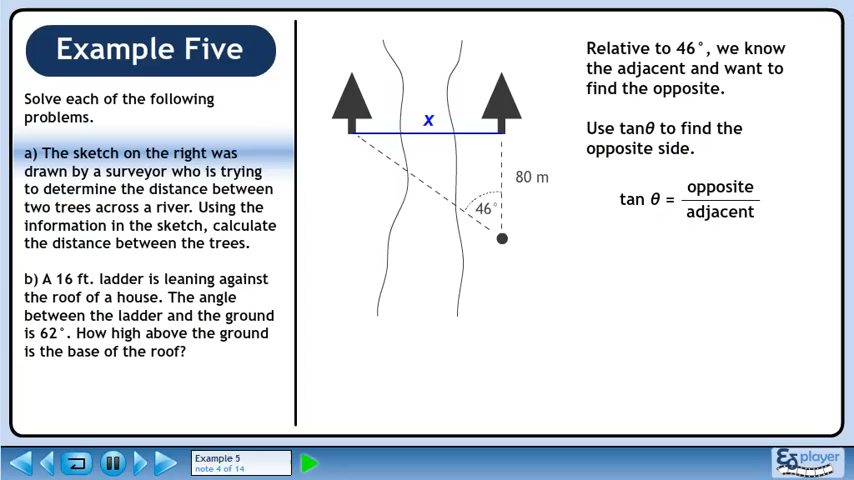 Example Five
Solve each of the following
problems.
a) The sketch on the right was
drawn by a surveyor who is trying
to determine the distance between
two trees across a river. Using the
information in the sketch, calculate
the distance between the trees.
b) A 16 ft. ladder is leaning against
the roof of a house. The angle
between the ladder and the ground
is 62°. How high above the ground
is the base of the roof?
x
80 m
46°
Relative to 46°, we know
the adjacent and want to
find the opposite.
Use tanθ to find the
opposite side.
tan θ = opposite
adjacent
Example 5
note 4 of 14
player